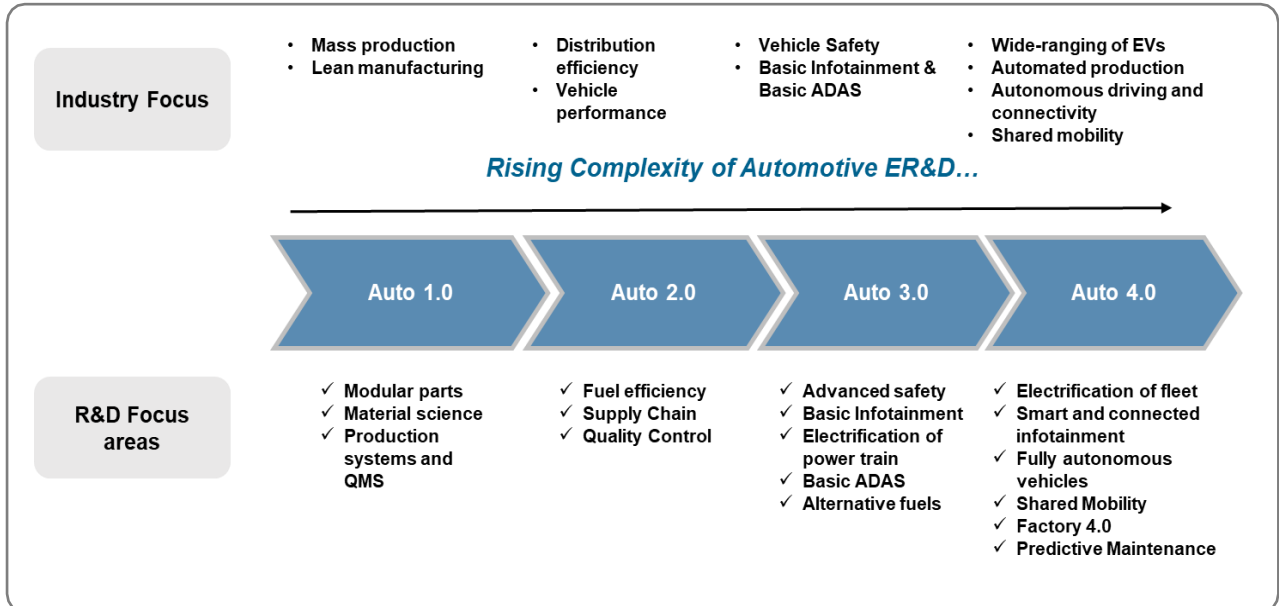 Industry Focus
• Mass production
• Lean manufacturing
• Distribution
efficiency
• Vehicle
performance
• Vehicle Safety
• Basic Infotainment &
Basic ADAS
• Wide-ranging of EVs
• Automated production
• Autonomous driving and
connectivity
• Shared mobility
Rising Complexity of Automotive ER&D…
Auto 1.0
Auto 2.0
Auto 3.0
Auto 4.0
R&D Focus
areas
✓ Modular parts
✓ Material science
✓ Production
systems and
QMS
✓ Fuel efficiency
✓ Supply Chain
✓ Quality Control
✓ Advanced safety
✓ Basic Infotainment
✓ Electrification of
power train
✓ Basic ADAS
✓ Alternative fuels
✓ Electrification of fleet
✓ Smart and connected
infotainment
✓ Fully autonomous
vehicles
✓ Shared Mobility
✓ Factory 4.0
✓ Predictive Maintenance